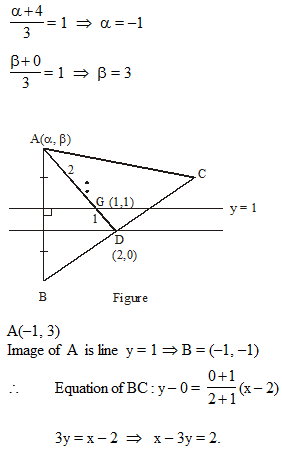 α+4/3 = 1 ⇒ α = −1
β+0/3 = 1 ⇒ β = 3
A(α, β)
2
C
G (1,1)
y = 1
1
D
(2,0)
B
Figure
A(−1, 3)
Image of A is line y = 1 ⇒ B = (−1, −1)
∴ Equation of BC : y − 0 = 0+1/2+1 (x − 2)
3y = x − 2 ⇒ x − 3y = 2.